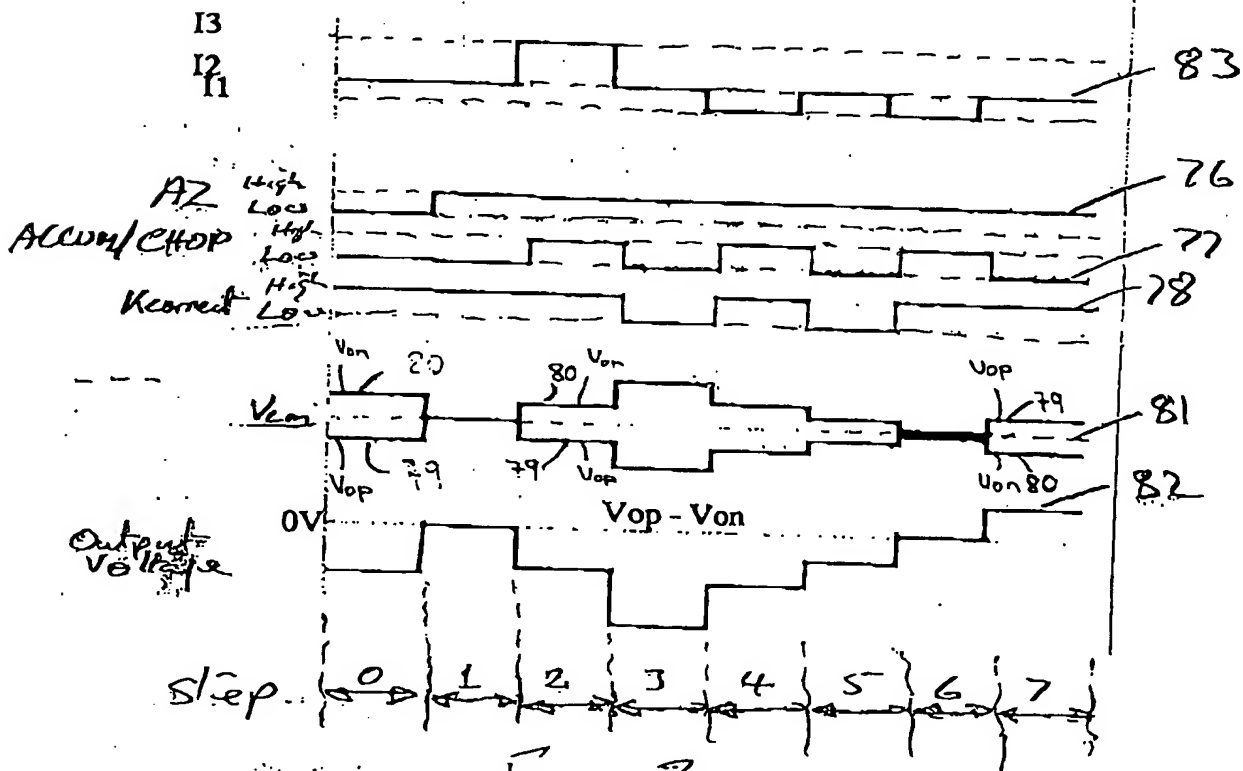 I3
I2
I1
83
AZ High
Low
76
ACCUM/CHOP High
Low
77
Kcorrect High
Low
78
Von 80
80 Von
Vop 79
Vcm
81
Vop 79
79 Vop
Von 80
82
0V
Vop - Von
Output
Voltage
Step
0 1 2 3 4 5 6 7